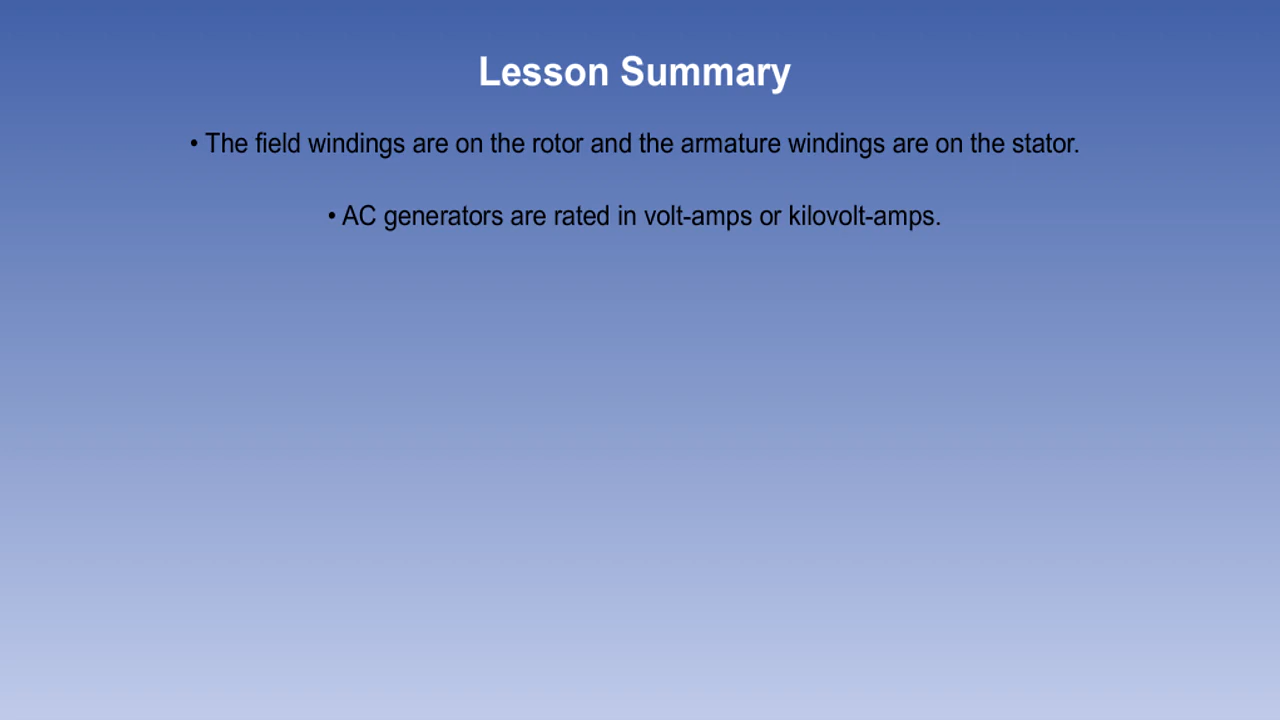 Lesson Summary
• The field windings are on the rotor and the armature windings are on the stator.
• AC generators are rated in volt-amps or kilovolt-amps.